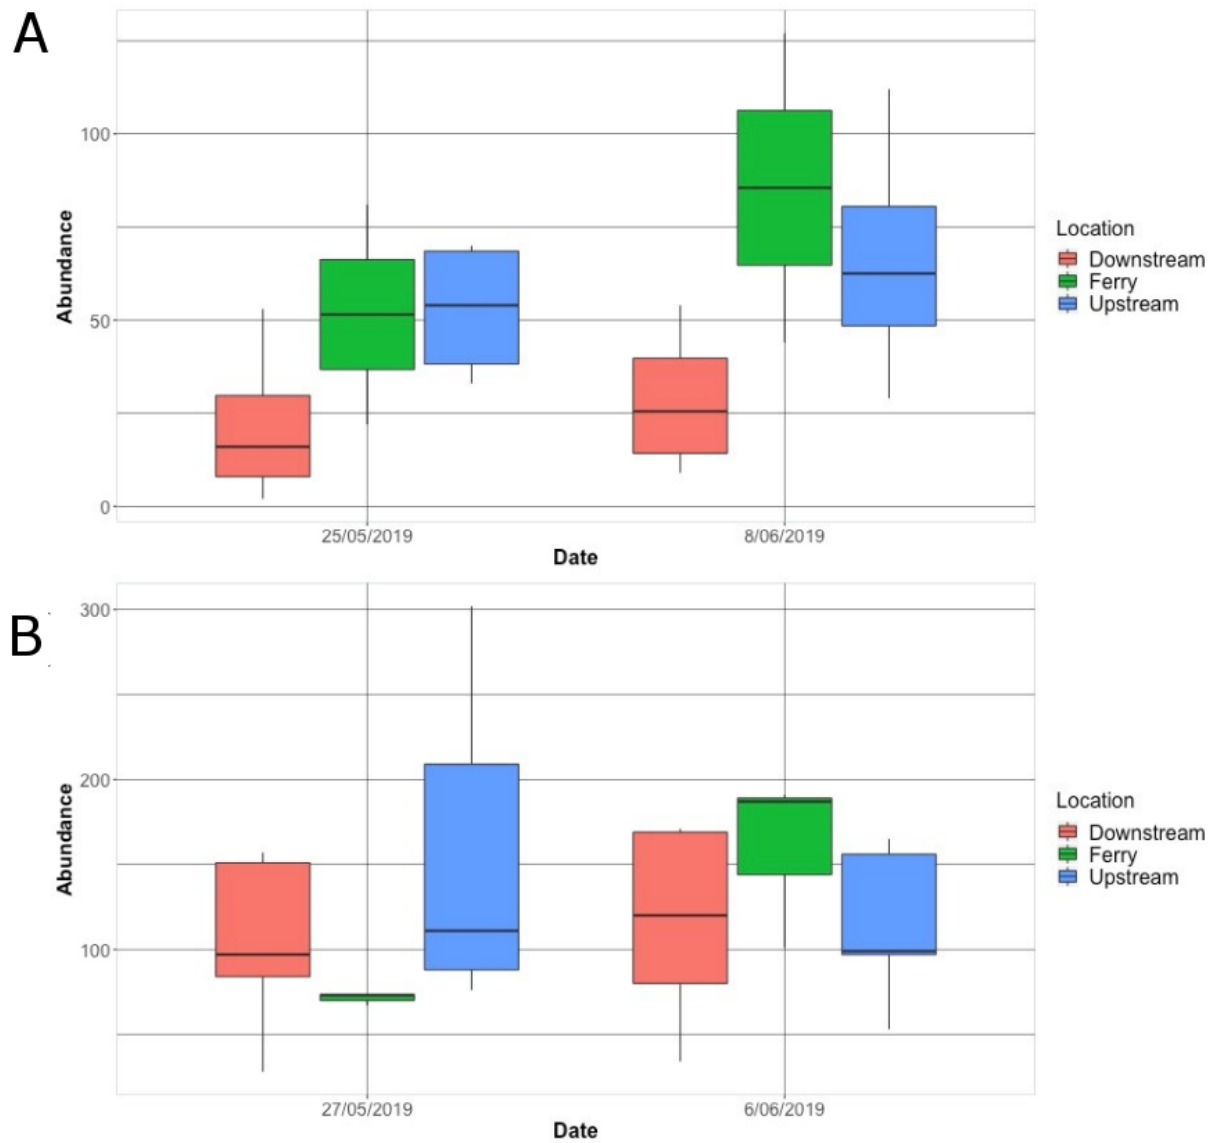 A
100
50
0
Abundance
25/05/2019
8/06/2019
Date
Location
Downstream
Ferry
Upstream
B
300
200
100
Abundance
27/05/2019
6/06/2019
Date
Location
Downstream
Ferry
Upstream